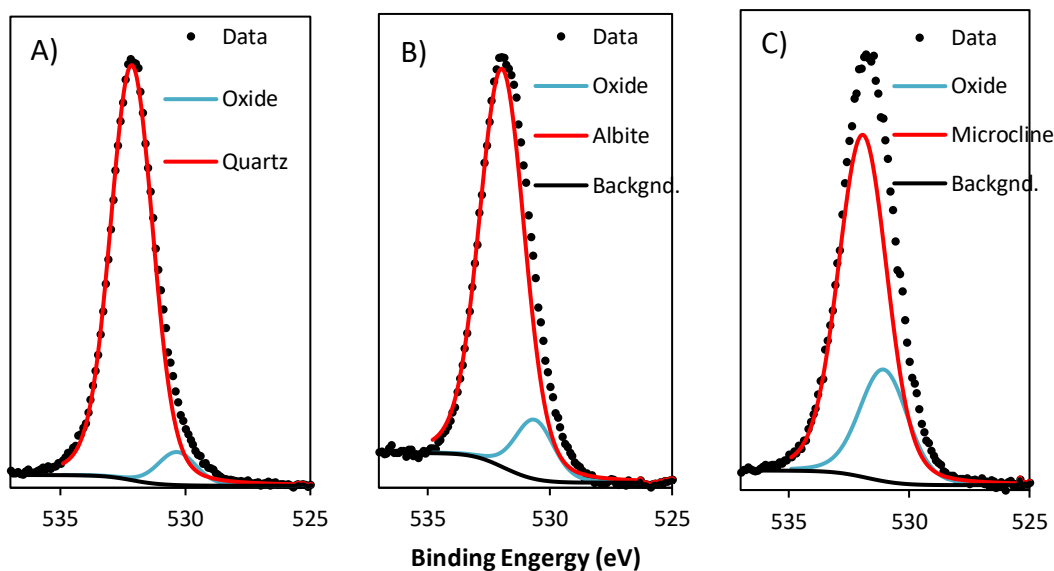 A)
Data
Oxide
Quartz
535
530
525
B)
Data
Oxide
Albite
Backgnd.
535
530
525
C)
Data
Oxide
Microcline
Backgnd.
535
530
525
Binding Engergy (eV)